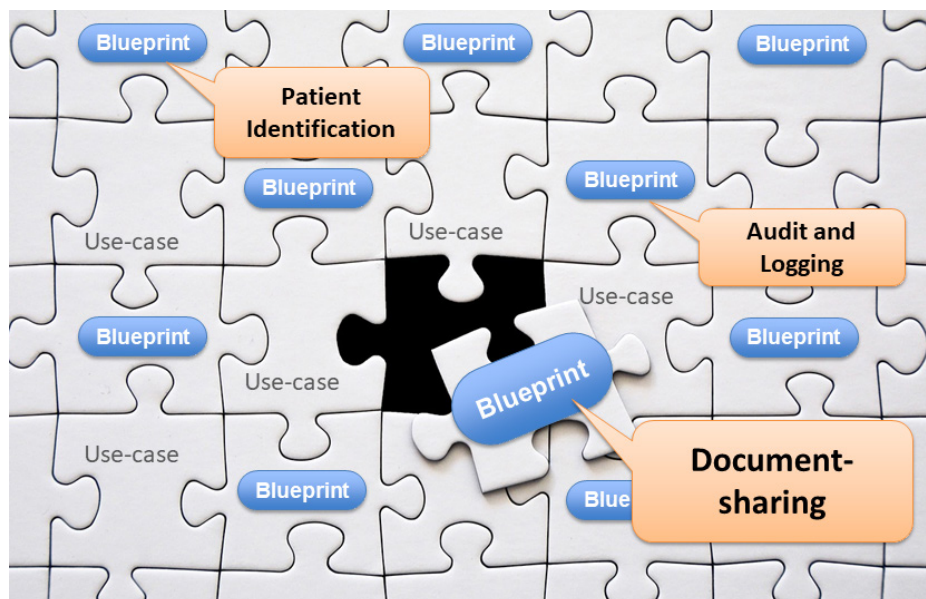 Blueprint
Blueprint
Blueprint
Patient
Identification
Blueprint
Blueprint
Use-case
Use-case
Audit and
Logging
Use-case
Blueprint
Blueprint
Use-case
Blueprint
Use-case
Document-
sharing
Blueprint